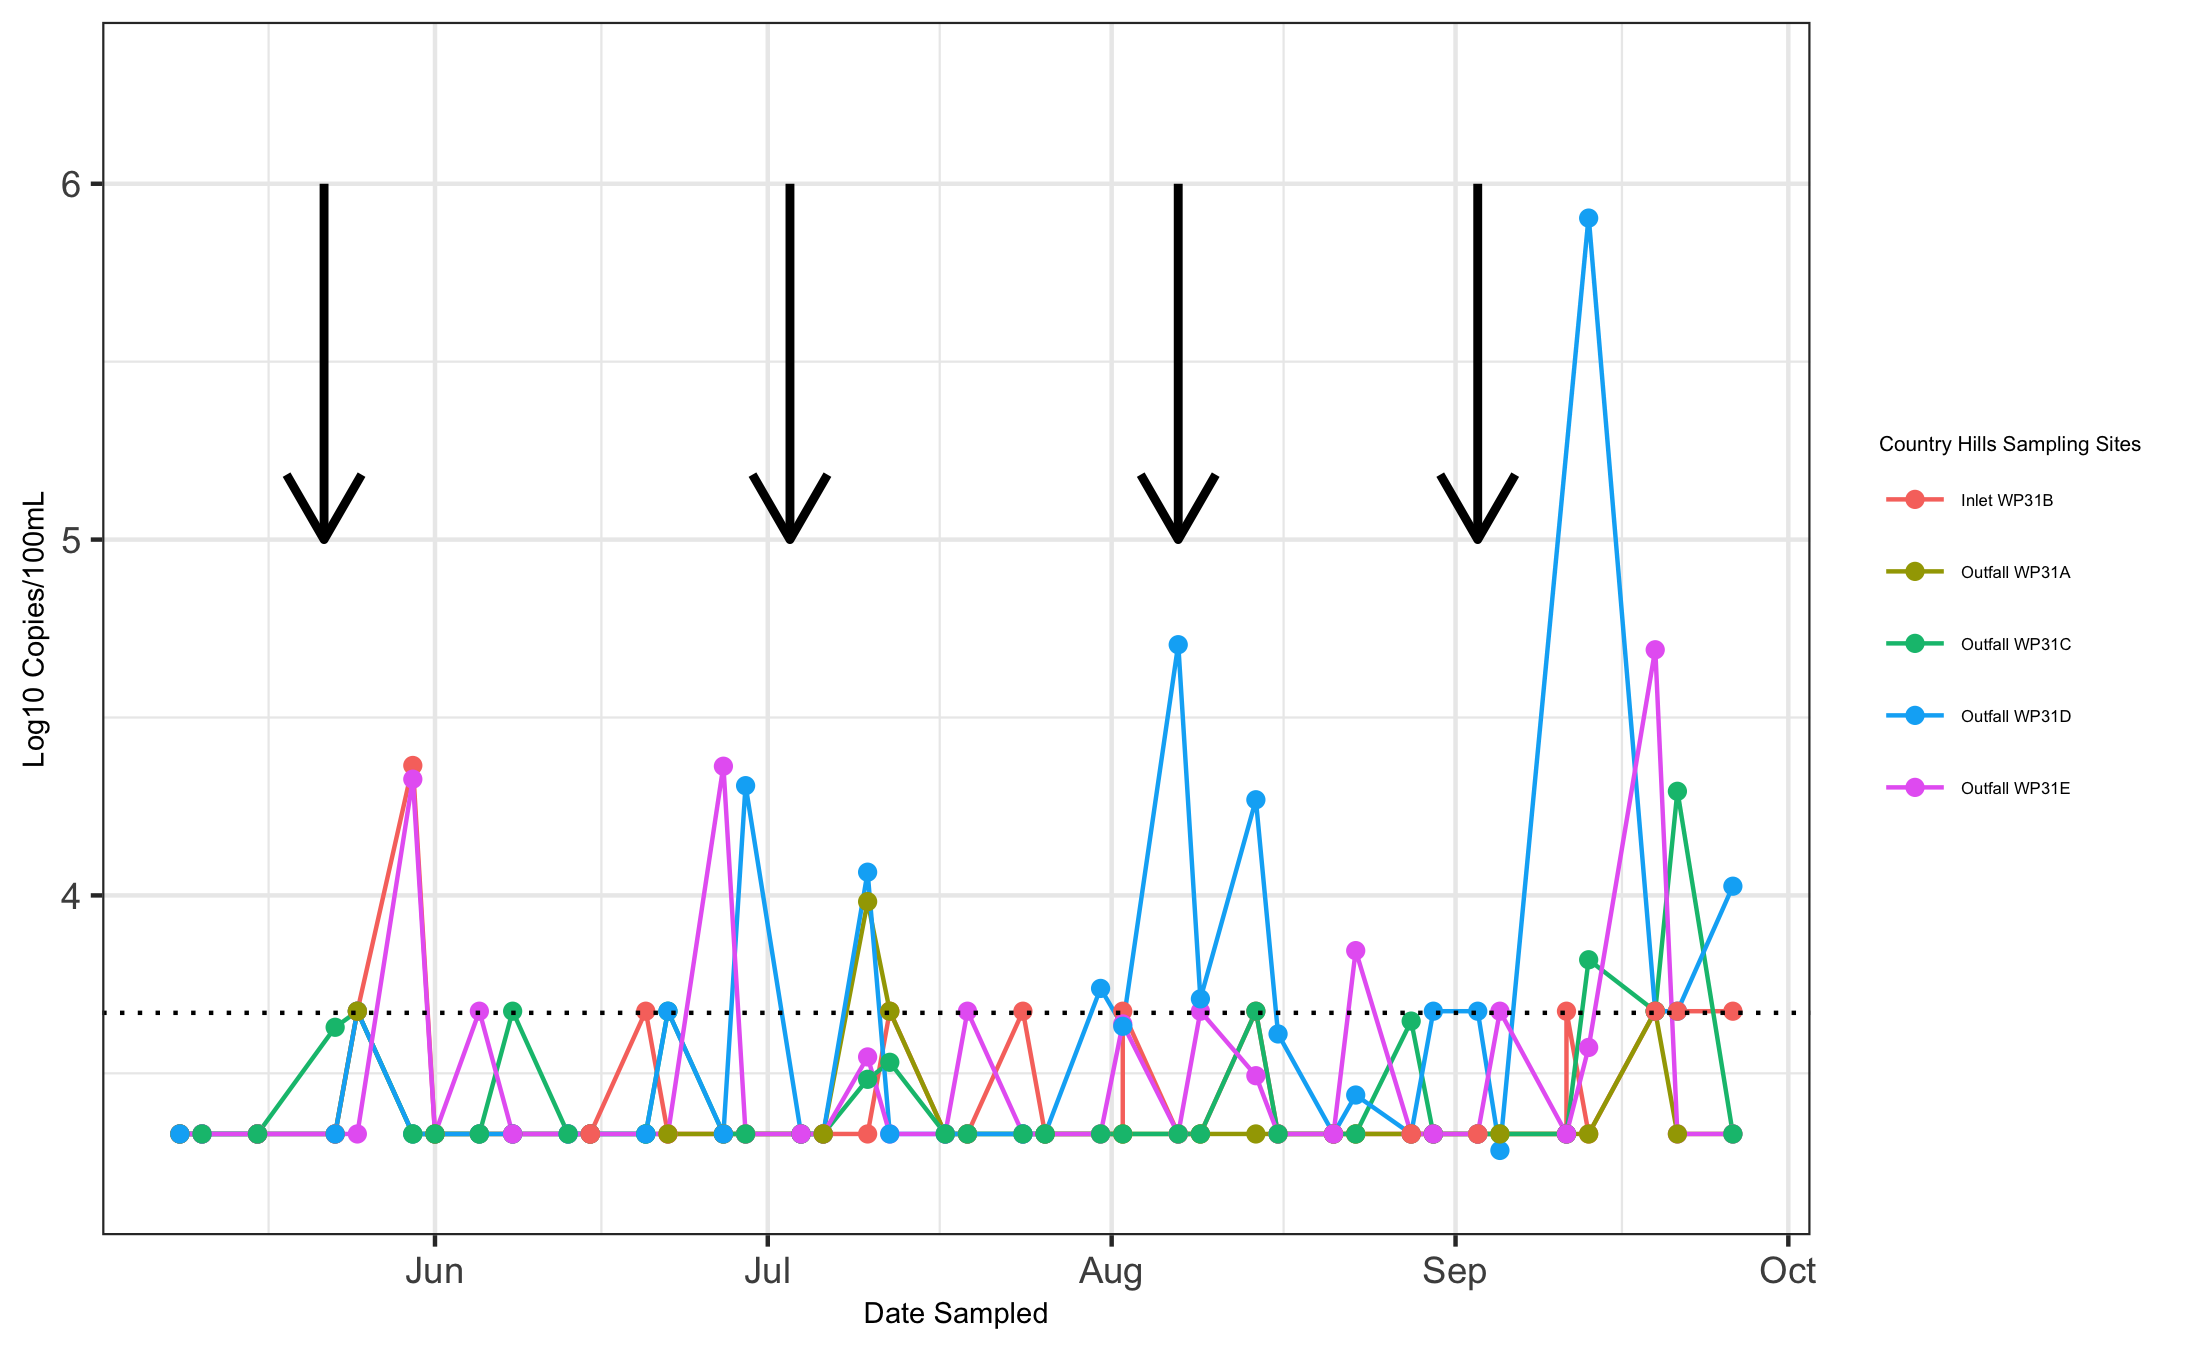 6
5
4
Log10 Copies/100mL
Jun Jul Aug Sep Oct
Date Sampled
Country Hills Sampling Sites
Inlet WP31B
Outfall WP31A
Outfall WP31C
Outfall WP31D
Outfall WP31E